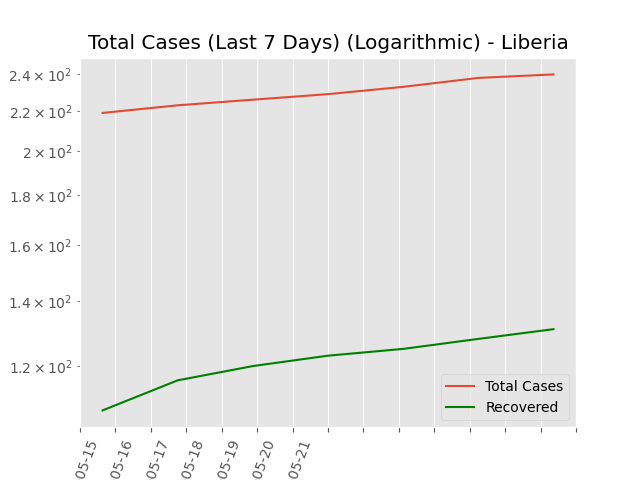 Total Cases (Last 7 Days) (Logarithmic) - Liberia
2.4 × 10²
2.2 × 10²
2 × 10²
1.8 × 10²
1.6 × 10²
1.4 × 10²
1.2 × 10²
Total Cases
Recovered
05-15
05-16
05-17
05-18
05-19
05-20
05-21